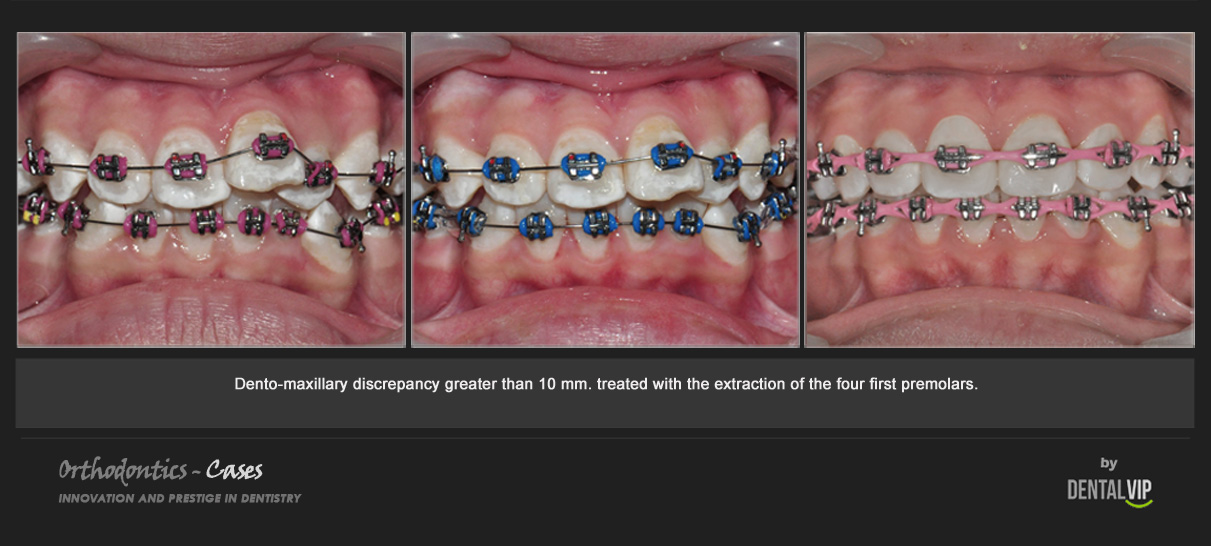 Dento-maxillary discrepancy greater than 10 mm. treated with the extraction of the four first premolars.
Orthodontics - Cases
INNOVATION AND PRESTIGE IN DENTISTRY
by
DENTALVIP